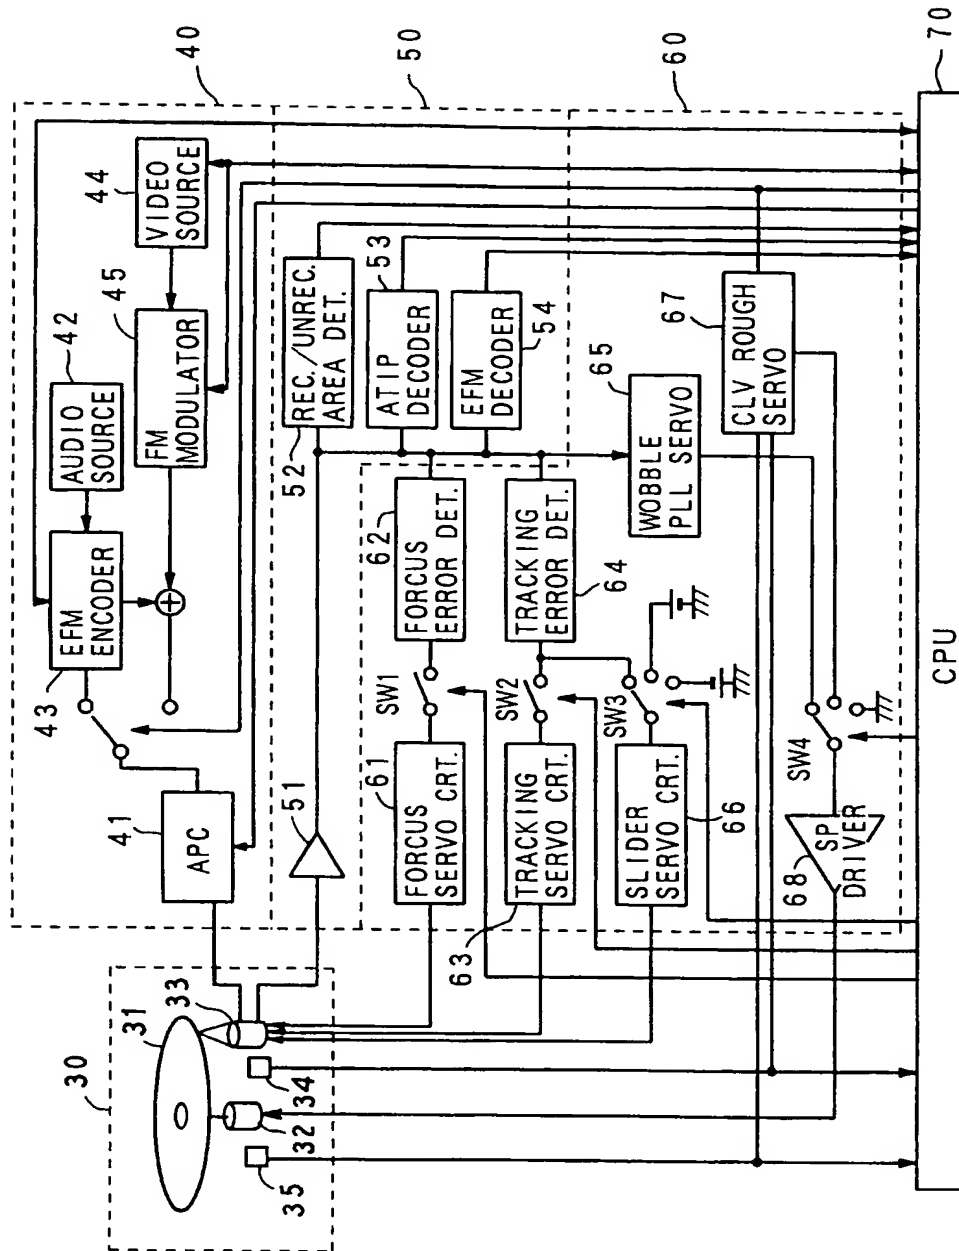 30
31
33
34
32
35
40
41
APC
43
EFM
ENCODER
42
AUDIO
SOURCE
45
FM
MODULATOR
44
VIDEO
SOURCE
50
51
52
REC./UNREC.
AREA DET.
53
ATIP
DECODER
EFM
DECODER
54
60
61
FORCUS
SERVO CRT.
SW1
62
FORCUS
ERROR DET.
63
TRACKING
SERVO CRT.
SW2
TRACKING
ERROR DET.
64
65
WOBBLE
PLL SERVO
SLIDER
SERVO CRT.
66
SW3
67
CLV ROUGH
SERVO
68
SP
DRIVER
SW4
70
CPU